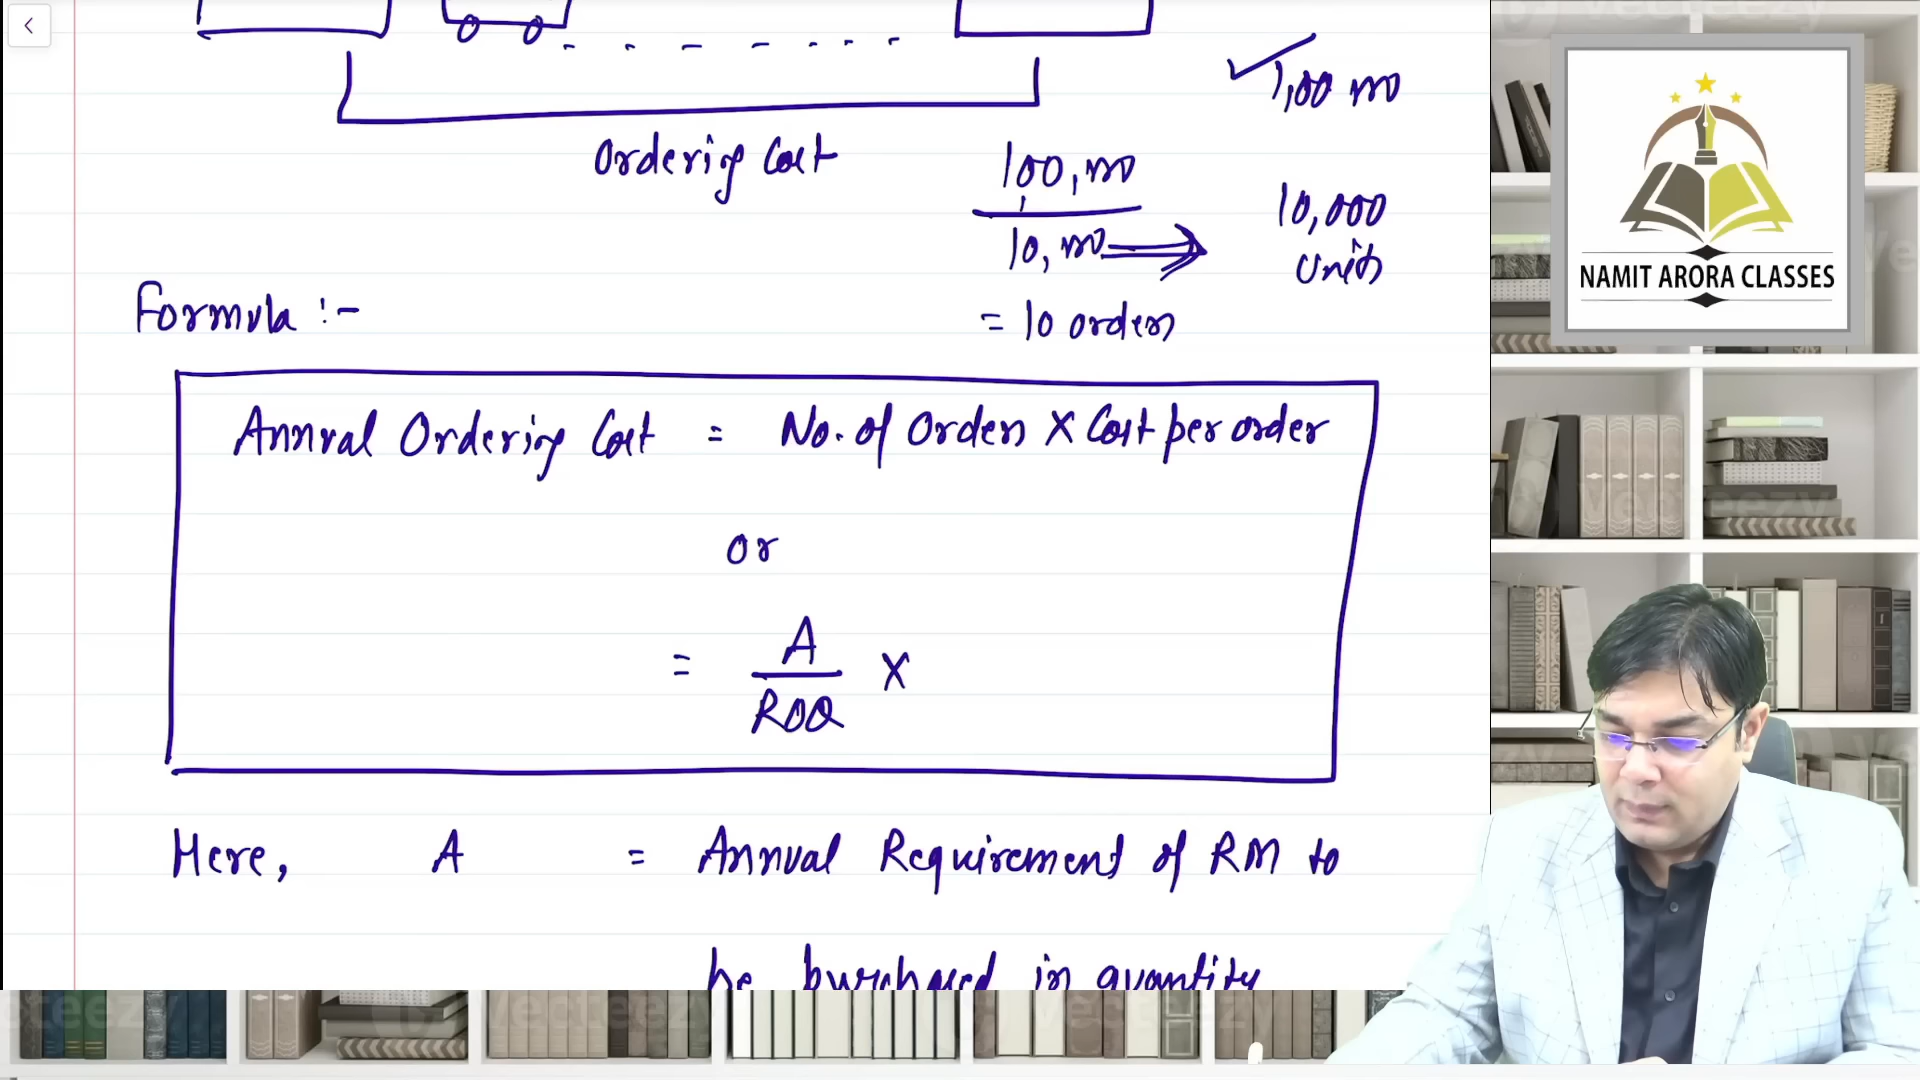 1,00,000
Ordering Cost
1,00,000
10,000
10,000
Units
= 10 orders
NAMIT ARORA CLASSES
Formula :-
Annual Ordering Cost = No. of Orders X Cost per order
Or
= A X
ROQ
Here, A = Annual Requirement of RM to
be purchased in quantity